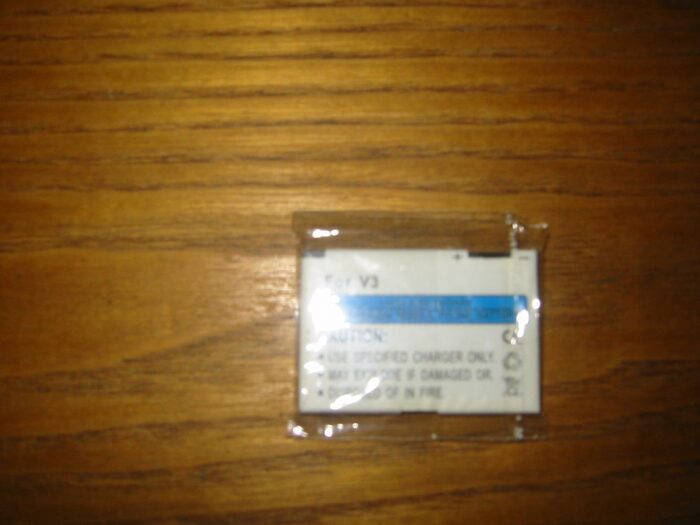 + -
For V3
CAUTION:
• USE SPECIFIED CHARGER ONLY.
• MAY EXPLODE IF DAMAGED OR
• DISPOSED OF IN FIRE.